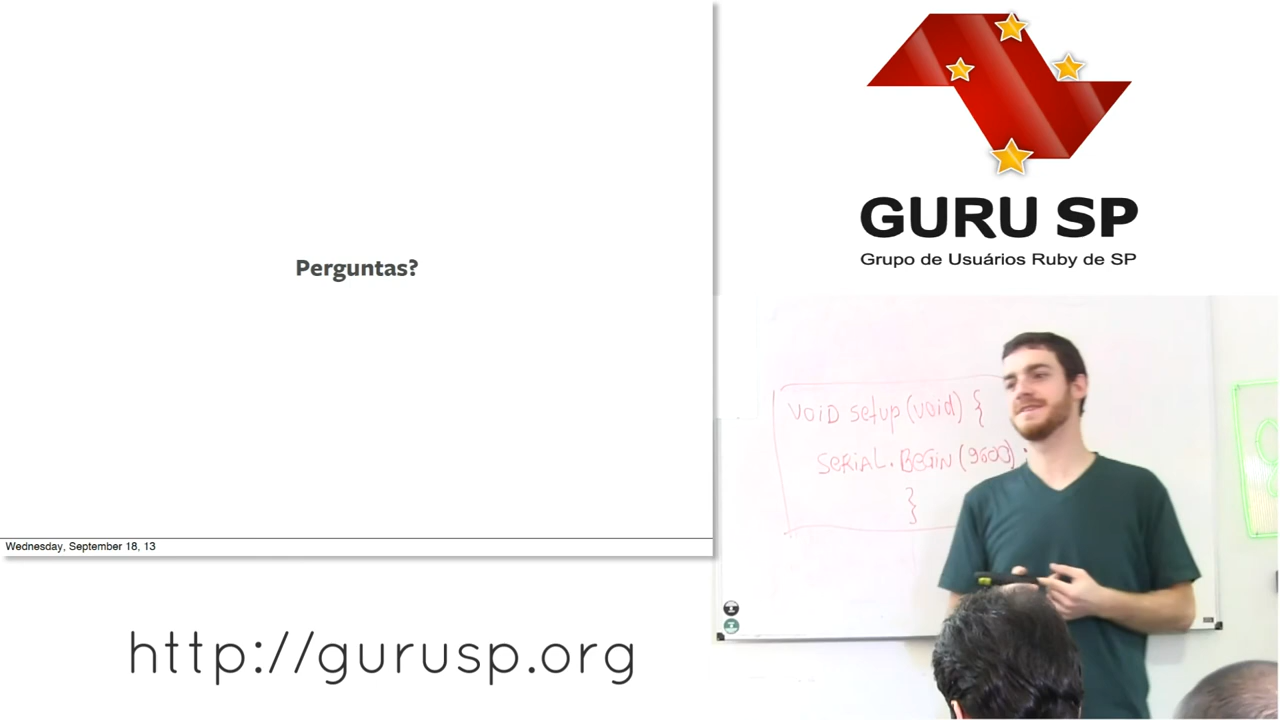 Perguntas?
Wednesday, September 18, 13
http://gurusp.org
GURU SP
Grupo de Usuários Ruby de SP
VOID setup (void) {
SERIAL.BEGIN (9600)
}